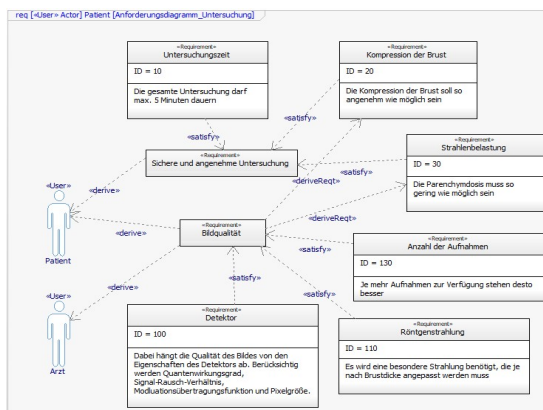 req [«User» Actor] Patient [Anforderungsdiagramm_Untersuchung]
«Requirement»
Untersuchungszeit
ID = 10
Die gesamte Untersuchung darf
max. 5 Minuten dauern
«Requirement»
Kompression der Brust
ID = 20
Die Kompression der Brust soll so
angenehm wie möglich sein
«satisfy»
«satisfy»
«Requirement»
Sichere und angenehme Untersuchung
«satisfy»
«Requirement»
Strahlenbelastung
ID = 30
Die Parenchymdosis muss so
gering wie möglich sein
«User»
Patient
«derive»
«deriveReqt»
«deriveReqt»
«derive»
«Requirement»
Bildqualität
«satisfy»
«Requirement»
Anzahl der Aufnahmen
ID = 130
Je mehr Aufnahmen zur Verfügung stehen desto
besser
«User»
Arzt
«derive»
«satisfy»
«satisfy»
«Requirement»
Detektor
ID = 100
Dabei hängt die Qualität des Bildes von den
Eigenschaften des Detektors ab. Berücksichtig
werden Quantenwirkungsgrad,
Signal-Rausch-Verhältnis,
Modluationsübertragungsfunktion und Pixelgröße.
«Requirement»
Röntgenstrahlung
ID = 110
Es wird eine besondere Strahlung benötigt, die je
nach Brustdicke angepasst werden muss